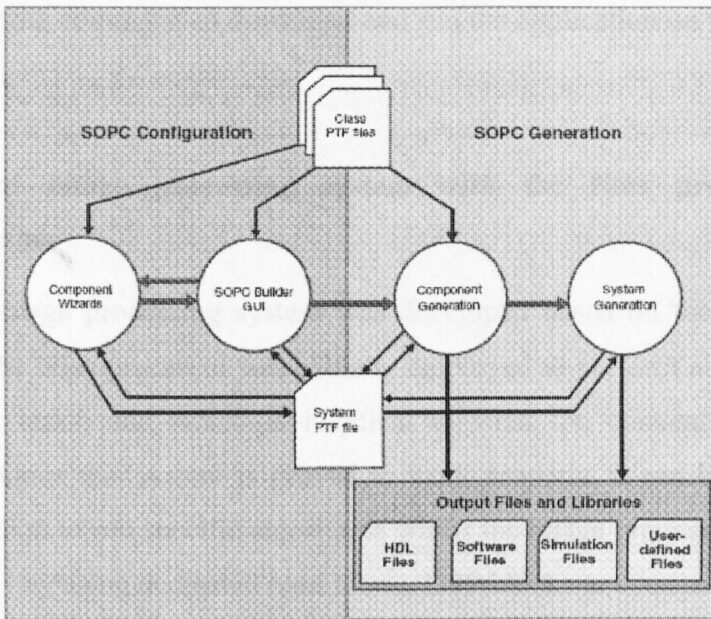 Class
PTF files
SOPC Configuration
SOPC Generation
Component
Wizards
SOPC Builder
GUI
Component
Generation
System
Generation
System
PTF file
Output Files and Libraries
HDL
Files
Software
Files
Simulation
Files
User-
defined
Files